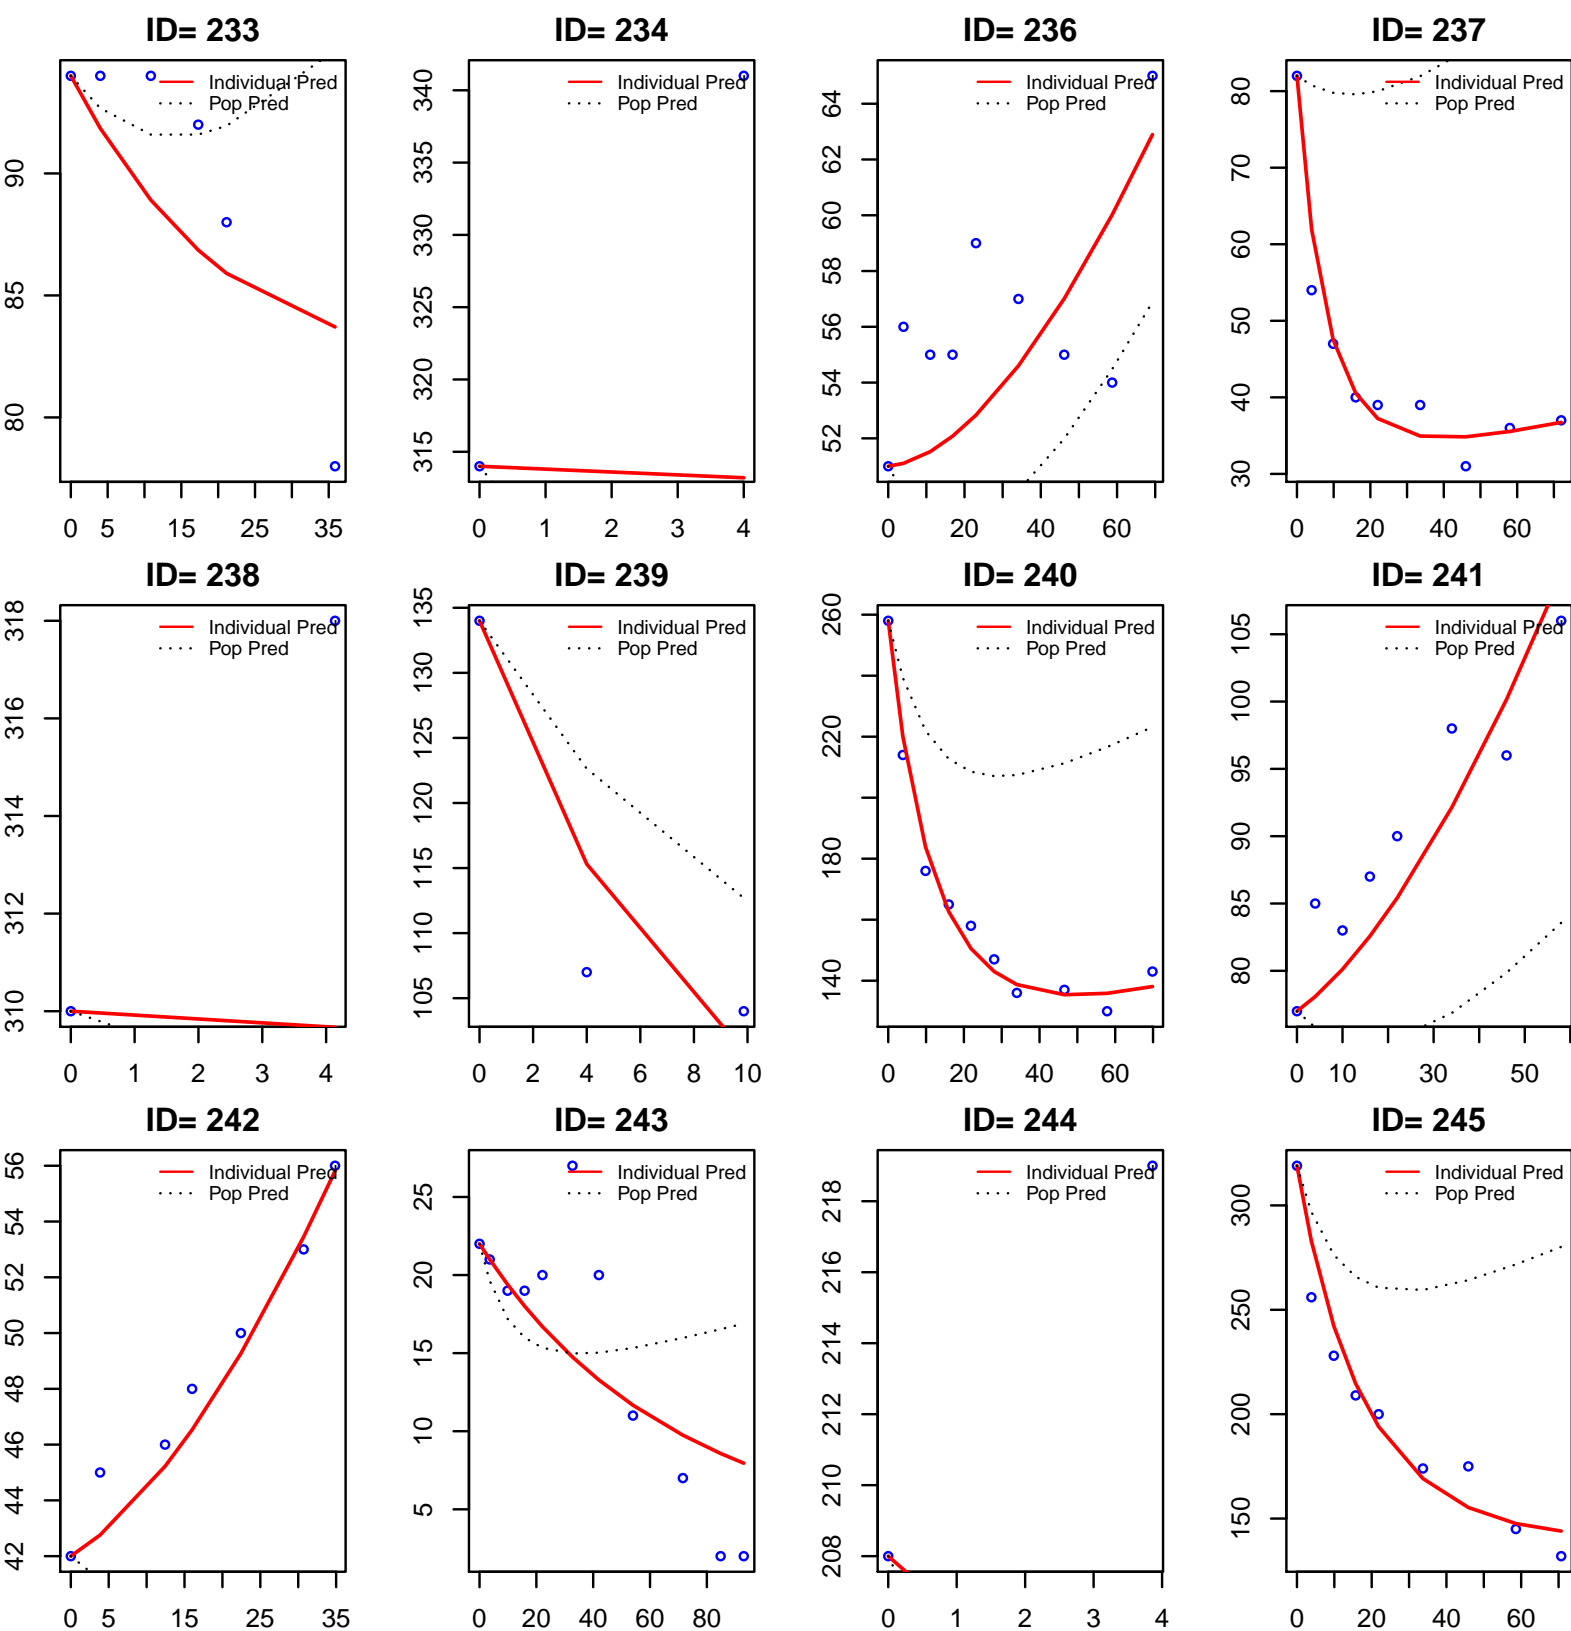 ID= 233
Individual Pred
Pop Pred
80 85 90
0 5 15 25 35
ID= 234
Individual Pred
Pop Pred
315 320 325 330 335 340
0 1 2 3 4
ID= 236
Individual Pred
Pop Pred
52 54 56 58 60 62 64
0 20 40 60
ID= 237
Individual Pred
Pop Pred
30 40 50 60 70 80
0 20 40 60
ID= 238
Individual Pred
Pop Pred
310 312 314 316 318
0 1 2 3 4
ID= 239
Individual Pred
Pop Pred
105 110 115 120 125 130 135
0 2 4 6 8 10
ID= 240
Individual Pred
Pop Pred
140 180 220 260
0 20 40 60
ID= 241
Individual Pred
Pop Pred
80 85 90 95 100 105
0 10 30 50
ID= 242
Individual Pred
Pop Pred
42 44 46 48 50 52 54 56
0 5 15 25 35
ID= 243
Individual Pred
Pop Pred
5 10 15 20 25
0 20 40 60 80
ID= 244
Individual Pred
Pop Pred
208 210 212 214 216 218
0 1 2 3 4
ID= 245
Individual Pred
Pop Pred
150 200 250 300
0 20 40 60